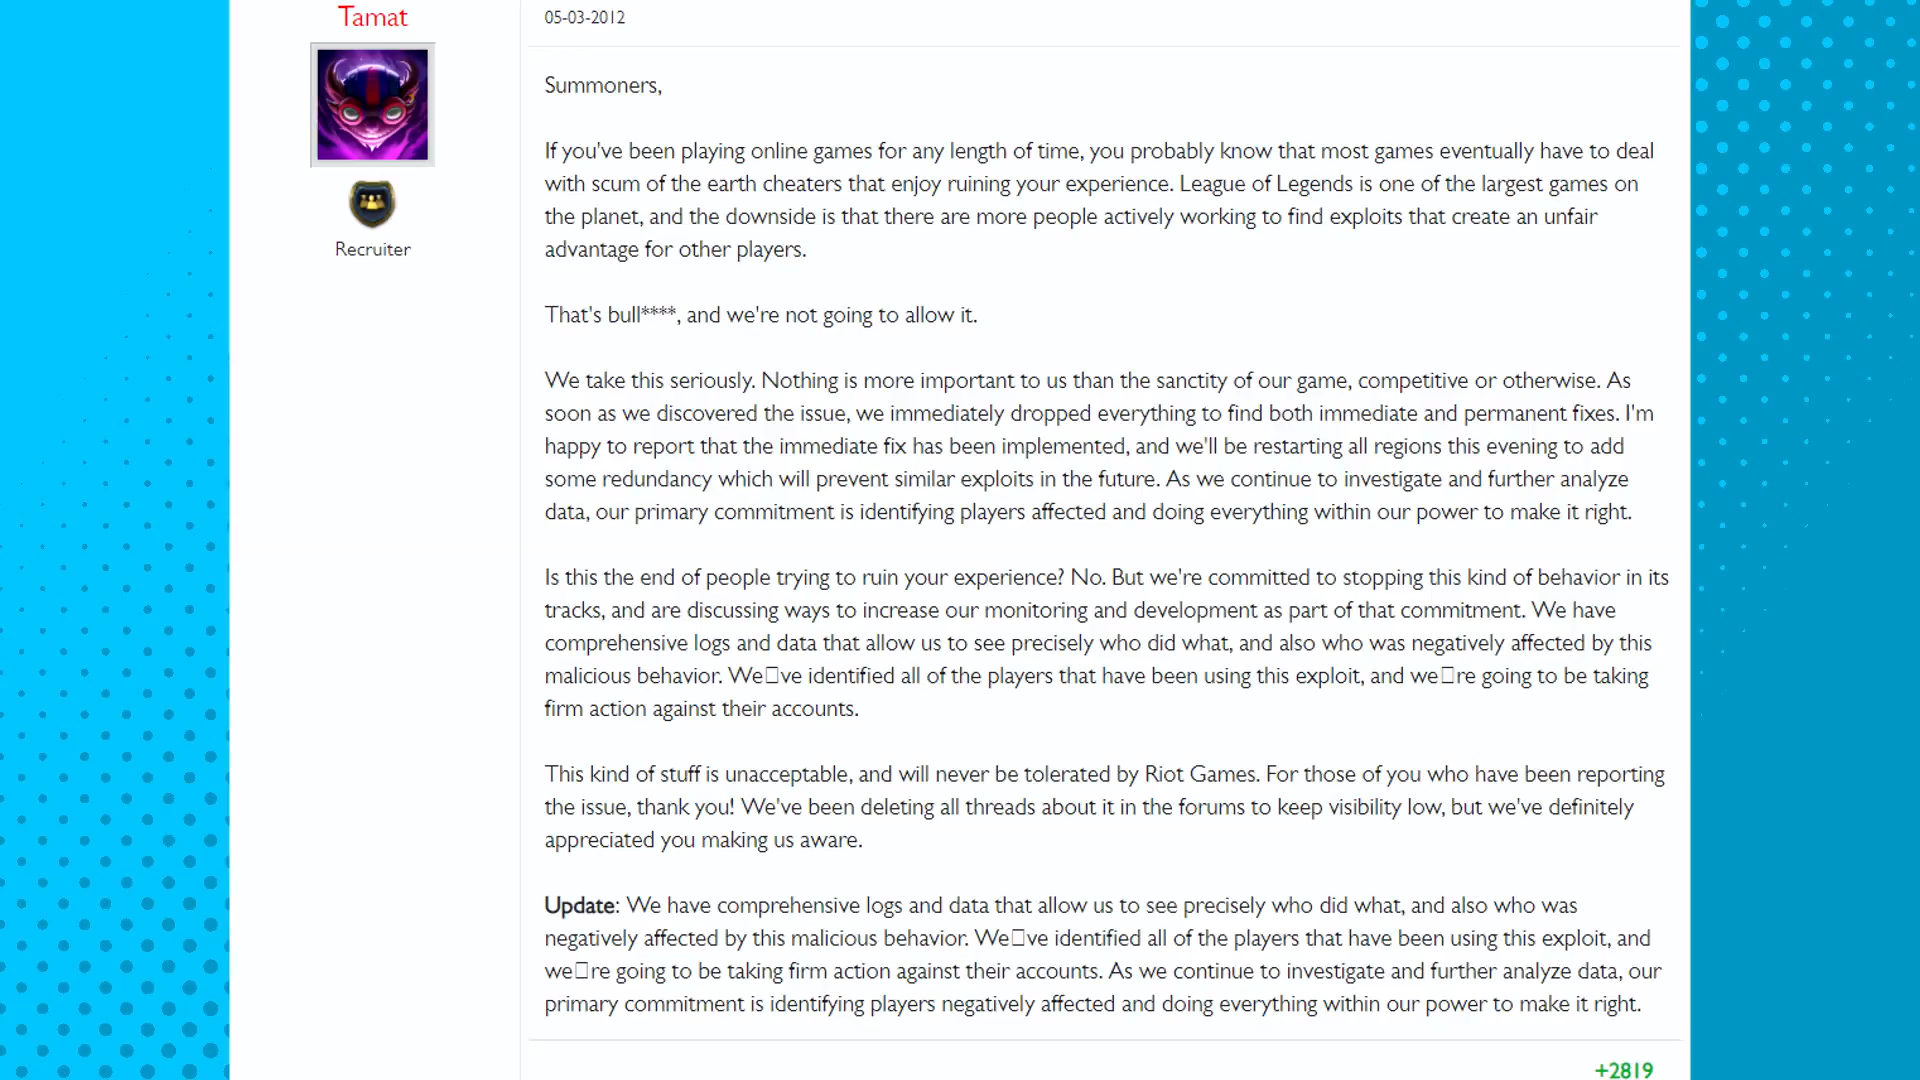 Tamat
05-03-2012
Recruiter
Summoners,
If you've been playing online games for any length of time, you probably know that most games eventually have to deal
with scum of the earth cheaters that enjoy ruining your experience. League of Legends is one of the largest games on
the planet, and the downside is that there are more people actively working to find exploits that create an unfair
advantage for other players.
That's bull****, and we're not going to allow it.
We take this seriously. Nothing is more important to us than the sanctity of our game, competitive or otherwise. As
soon as we discovered the issue, we immediately dropped everything to find both immediate and permanent fixes. I'm
happy to report that the immediate fix has been implemented, and we'll be restarting all regions this evening to add
some redundancy which will prevent similar exploits in the future. As we continue to investigate and further analyze
data, our primary commitment is identifying players affected and doing everything within our power to make it right.
Is this the end of people trying to ruin your experience? No. But we're committed to stopping this kind of behavior in its
tracks, and are discussing ways to increase our monitoring and development as part of that commitment. We have
comprehensive logs and data that allow us to see precisely who did what, and also who was negatively affected by this
malicious behavior. We□ve identified all of the players that have been using this exploit, and we□re going to be taking
firm action against their accounts.
This kind of stuff is unacceptable, and will never be tolerated by Riot Games. For those of you who have been reporting
the issue, thank you! We've been deleting all threads about it in the forums to keep visibility low, but we've definitely
appreciated you making us aware.
Update: We have comprehensive logs and data that allow us to see precisely who did what, and also who was
negatively affected by this malicious behavior. We□ve identified all of the players that have been using this exploit, and
we□re going to be taking firm action against their accounts. As we continue to investigate and further analyze data, our
primary commitment is identifying players negatively affected and doing everything within our power to make it right.
+2819